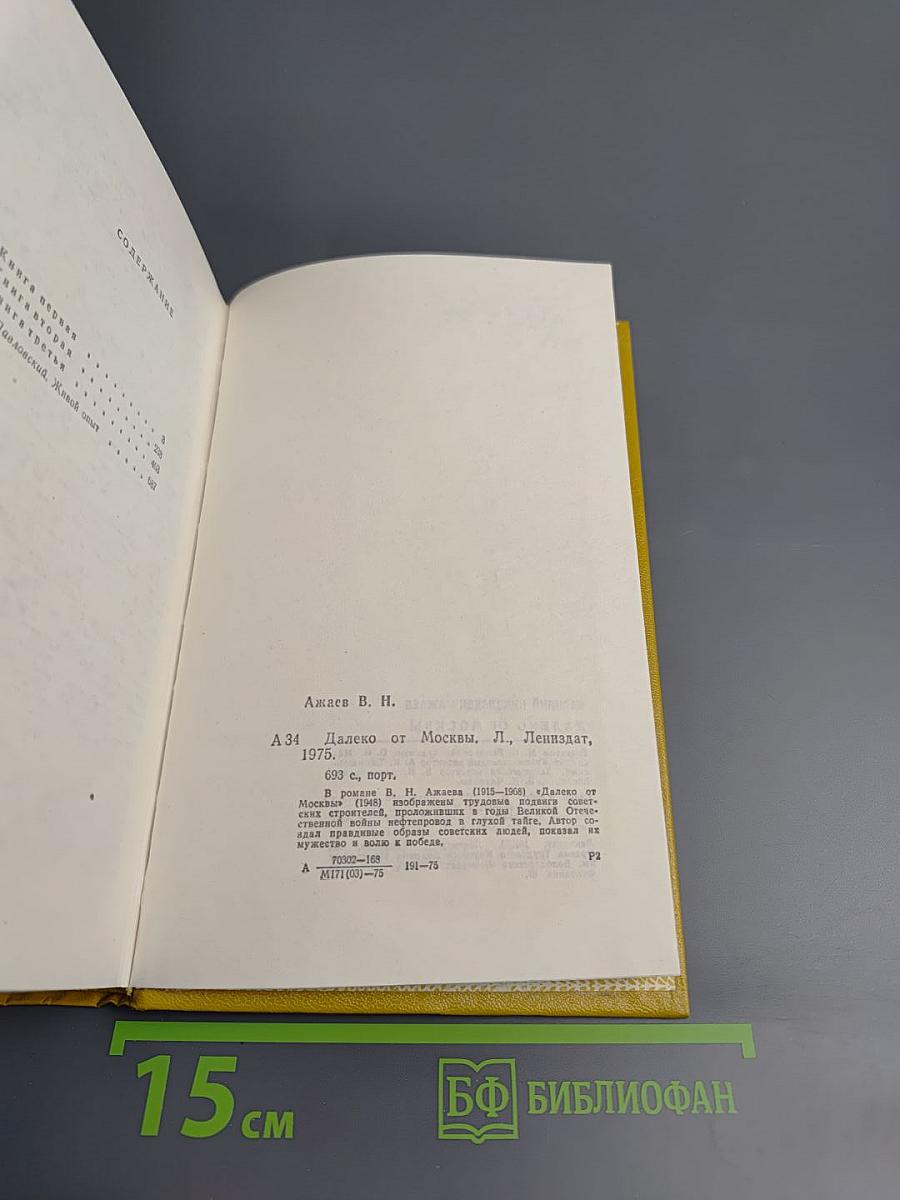 СОДЕРЖАНИЕ
Книга первая . . . . . . . 3
книга вторая . . . . . . 238
книга третья . . . . . . 463
Павловский. Живой опыт . . . . . 687
Ажаев В. Н.
А 34 Далеко от Москвы. Л., Лениздат,
1975.
693 с., порт.
В романе В. Н. Ажаева (1915—1968) «Далеко от
Москвы» (1948) изображены трудовые подвиги совет-
ских строителей, проложивших в годы Великой Отече-
ственной войны нефтепровод в глухой тайге. Автор со-
здал правдивые образы советских людей, показал их
мужество и волю к победе.
А 70302—168 191—75 Р2
М171(03)—75
15 см
БФ БИБЛИОФАН